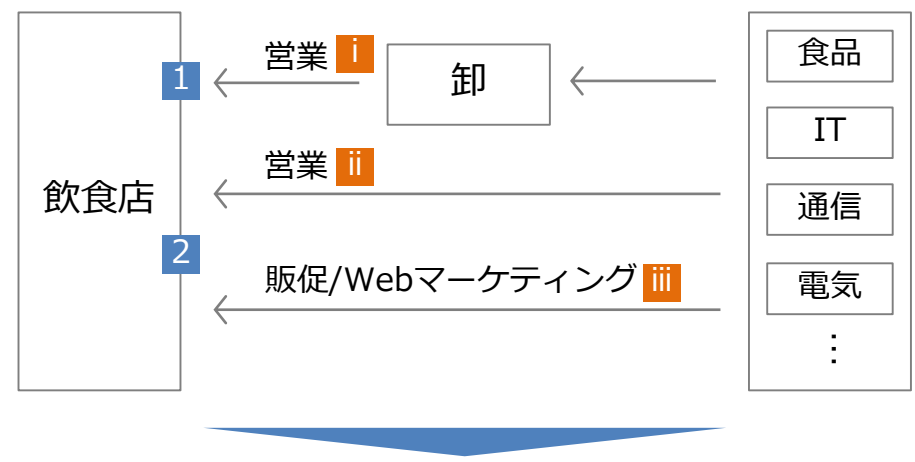 営業 i
食品
1
卸
IT
営業 ii
飲食店
通信
2
販促/Webマーケティング iii
電気
⋮